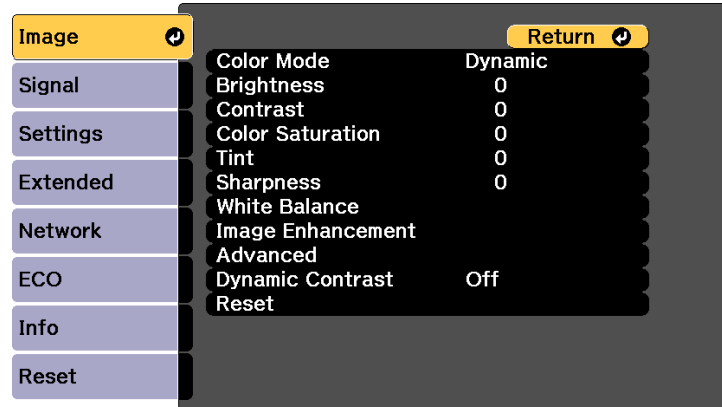 Image
Signal
Settings
Extended
Network
ECO
Info
Reset
Return
Color Mode Dynamic
Brightness 0
Contrast 0
Color Saturation 0
Tint 0
Sharpness 0
White Balance
Image Enhancement
Advanced
Dynamic Contrast Off
Reset